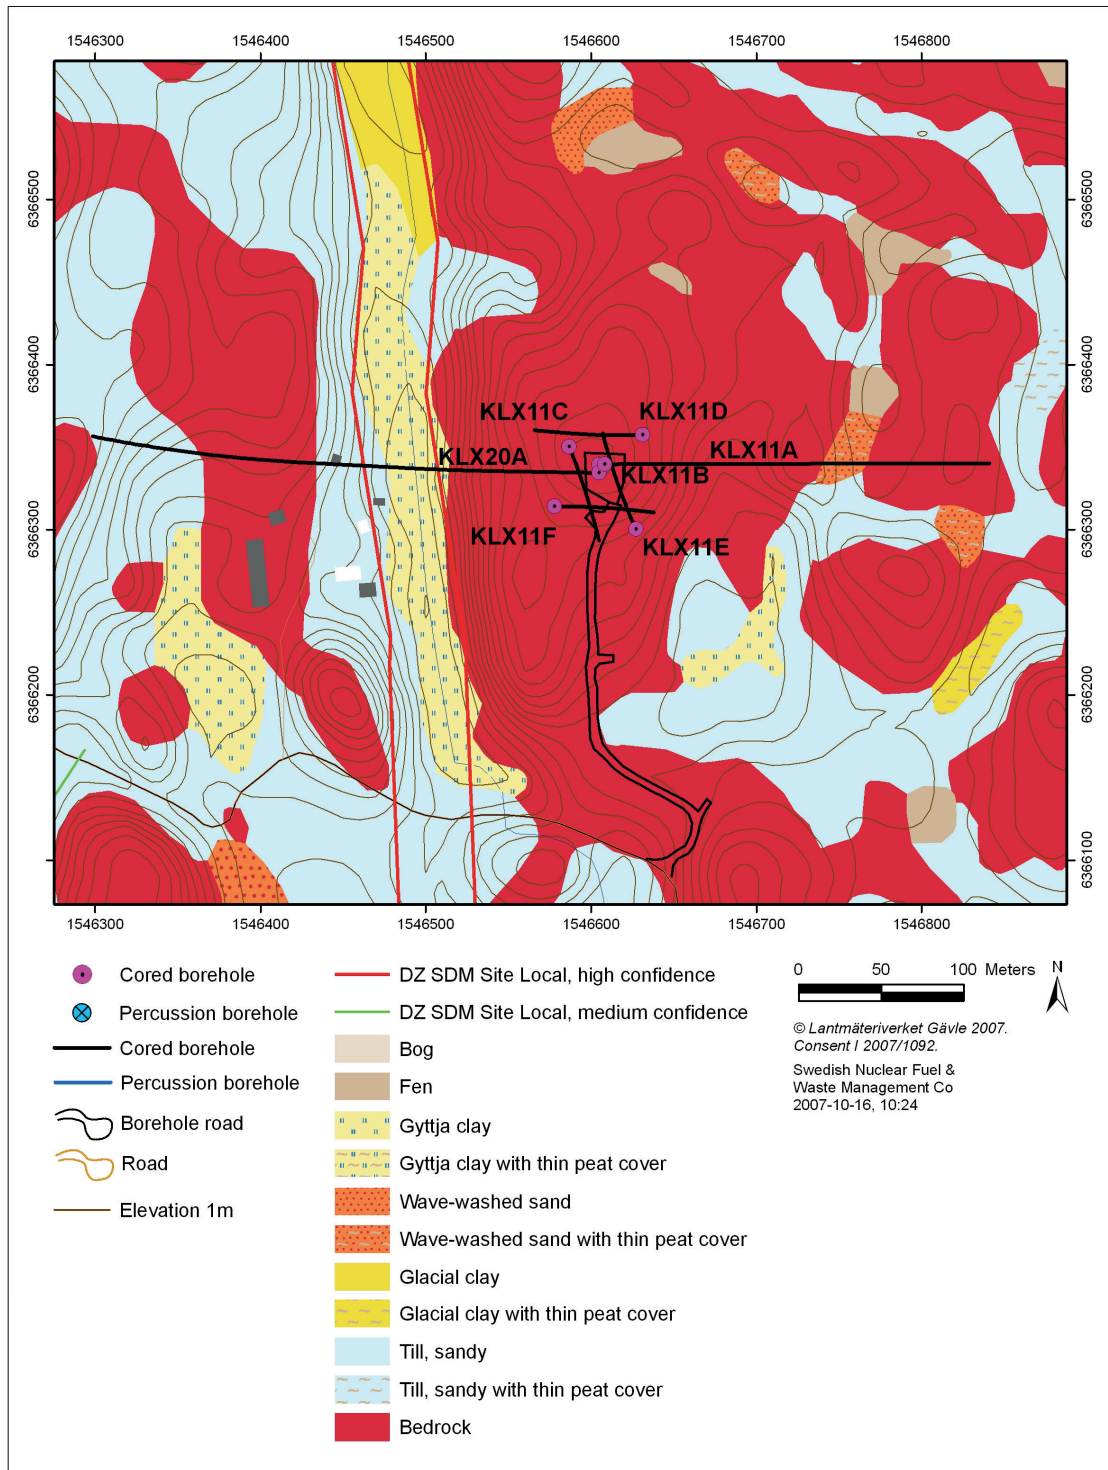 1546300 1546400 1546500 1546600 1546700 1546800
6366500 6366500
6366400 6366400
KLX11C KLX11D
KLX20A KLX11A
KLX11B
6366300 6366300
KLX11F KLX11E
6366200 6366200
6366100 6366100
1546300 1546400 1546500 1546600 1546700 1546800
Cored borehole
Percussion borehole
Cored borehole
Percussion borehole
Borehole road
Road
Elevation 1m
DZ SDM Site Local, high confidence
DZ SDM Site Local, medium confidence
Bog
Fen
Gyttja clay
Gyttja clay with thin peat cover
Wave-washed sand
Wave-washed sand with thin peat cover
Glacial clay
Glacial clay with thin peat cover
Till, sandy
Till, sandy with thin peat cover
Bedrock
0 50 100 Meters
N
© Lantmäteriverket Gävle 2007.
Consent I 2007/1092.
Swedish Nuclear Fuel &
Waste Management Co
2007-10-16, 10:24